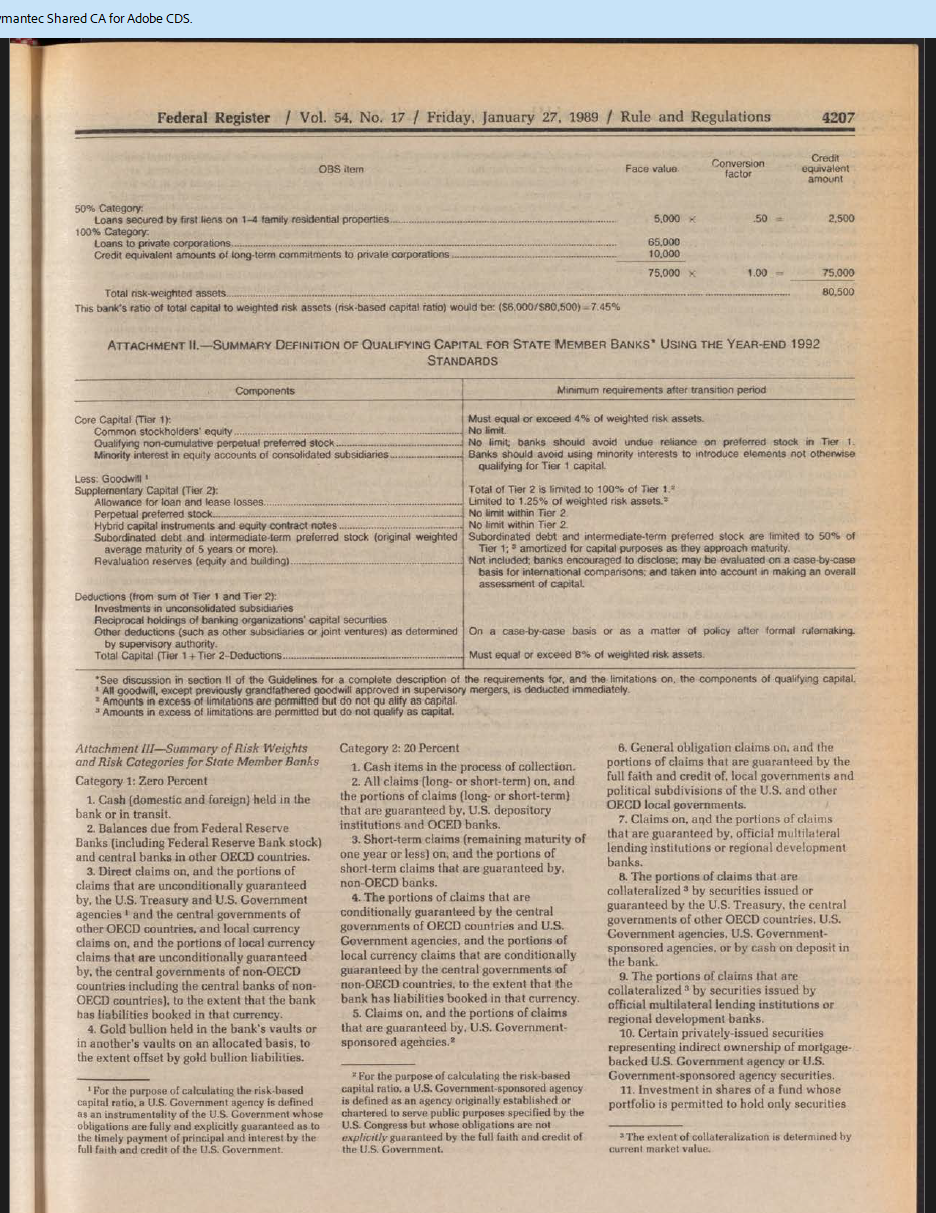 ymantec Shared CA for Adobe CDS.
Federal Register / Vol. 54, No. 17 / Friday, January 27, 1989 / Rule and Regulations 4207
OBS item Face value Conversion factor Credit equivalent amount
50% Category:
Loans secured by first liens on 1-4 family residential properties 5,000 × .50 = 2,500
100% Category:
Loans to private corporations 65,000
Credit equivalent amounts of long-term commitments to private corporations 10,000
75,000 × 1.00 = 75,000
Total risk-weighted assets 80,500
This bank's ratio of total capital to weighted risk assets (risk-based capital ratio) would be: ($6,000/$80,500)=7.45%
ATTACHMENT II.—SUMMARY DEFINITION OF QUALIFYING CAPITAL FOR STATE MEMBER BANKS* USING THE YEAR-END 1992
STANDARDS
Components Minimum requirements after transition period
Core Capital (Tier 1): Must equal or exceed 4% of weighted risk assets.
Common stockholders' equity No limit.
Qualifying non-cumulative perpetual preferred stock No limit; banks should avoid undue reliance on preferred stock in Tier 1.
Minority interest in equity accounts of consolidated subsidiaries Banks should avoid using minority interests to introduce elements not otherwise
qualifying for Tier 1 capital.
Less: Goodwill ¹
Supplementary Capital (Tier 2): Total of Tier 2 is limited to 100% of Tier 1.²
Allowance for loan and lease losses Limited to 1.25% of weighted risk assets.²
Perpetual preferred stock No limit within Tier 2.
Hybrid capital instruments and equity contract notes No limit within Tier 2.
Subordinated debt and intermediate-term preferred stock (original weighted Subordinated debt and intermediate-term preferred stock are limited to 50% of
average maturity of 5 years or more). Tier 1; ² amortized for capital purposes as they approach maturity.
Revaluation reserves (equity and building) Not included; banks encouraged to disclose; may be evaluated on a case-by-case
basis for international comparisons; and taken into account in making an overall
assessment of capital.
Deductions (from sum of Tier 1 and Tier 2):
Investments in unconsolidated subsidiaries
Reciprocal holdings of banking organizations' capital securities
Other deductions (such as other subsidiaries or joint ventures) as determined On a case-by-case basis or as a matter of policy after formal rulemaking.
by supervisory authority.
Total Capital (Tier 1+Tier 2-Deductions Must equal or exceed 8% of weighted risk assets.
*See discussion in section II of the Guidelines for a complete description of the requirements for, and the limitations on, the components of qualifying capital.
¹ All goodwill, except previously grandfathered goodwill approved in supervisory mergers, is deducted immediately.
² Amounts in excess of limitations are permitted but do not qu alify as capital.
³ Amounts in excess of limitations are permitted but do not qualify as capital.
Attachment III—Summary of Risk Weights
and Risk Categories for State Member Banks
Category 1: Zero Percent
1. Cash (domestic and foreign) held in the
bank or in transit.
2. Balances due from Federal Reserve
Banks (including Federal Reserve Bank stock)
and central banks in other OECD countries.
3. Direct claims on, and the portions of
claims that are unconditionally guaranteed
by, the U.S. Treasury and U.S. Government
agencies ¹ and the central governments of
other OECD countries, and local currency
claims on, and the portions of local currency
claims that are unconditionally guaranteed
by, the central governments of non-OECD
countries (including the central banks of non-
OECD countries), to the extent that the bank
has liabilities booked in that currency.
4. Gold bullion held in the bank's vaults or
in another's vaults on an allocated basis, to
the extent offset by gold bullion liabilities.
¹ For the purpose of calculating the risk-based
capital ratio, a U.S. Government agency is defined
as an instrumentality of the U.S. Government whose
obligations are fully and explicitly guaranteed as to
the timely payment of principal and interest by the
full faith and credit of the U.S. Government.
Category 2: 20 Percent
1. Cash items in the process of collection.
2. All claims (long- or short-term) on, and
the portions of claims (long- or short-term)
that are guaranteed by, U.S. depository
institutions and OCED banks.
3. Short-term claims (remaining maturity of
one year or less) on, and the portions of
short-term claims that are guaranteed by,
non-OECD banks.
4. The portions of claims that are
conditionally guaranteed by the central
governments of OECD countries and U.S.
Government agencies, and the portions of
local currency claims that are conditionally
guaranteed by the central governments of
non-OECD countries, to the extent that the
bank has liabilities booked in that currency.
5. Claims on, and the portions of claims
that are guaranteed by, U.S. Government-
sponsored agencies.²
² For the purpose of calculating the risk-based
capital ratio, a U.S. Government-sponsored agency
is defined as an agency originally established or
chartered to serve public purposes specified by the
U.S. Congress but whose obligations are not
explicitly guaranteed by the full faith and credit of
the U.S. Government.
6. General obligation claims on, and the
portions of claims that are guaranteed by the
full faith and credit of, local governments and
political subdivisions of the U.S. and other
OECD local governments.
7. Claims on, and the portions of claims
that are guaranteed by, official multilateral
lending institutions or regional development
banks.
8. The portions of claims that are
collateralized ³ by securities issued or
guaranteed by the U.S. Treasury, the central
governments of other OECD countries, U.S.
Government agencies, U.S. Government-
sponsored agencies, or by cash on deposit in
the bank.
9. The portions of claims that are
collateralized ³ by securities issued by
official multilateral lending institutions or
regional development banks.
10. Certain privately-issued securities
representing indirect ownership of mortgage-
backed U.S. Government agency or U.S.
Government-sponsored agency securities.
11. Investment in shares of a fund whose
portfolio is permitted to hold only securities
³ The extent of collateralization is determined by
current market value.